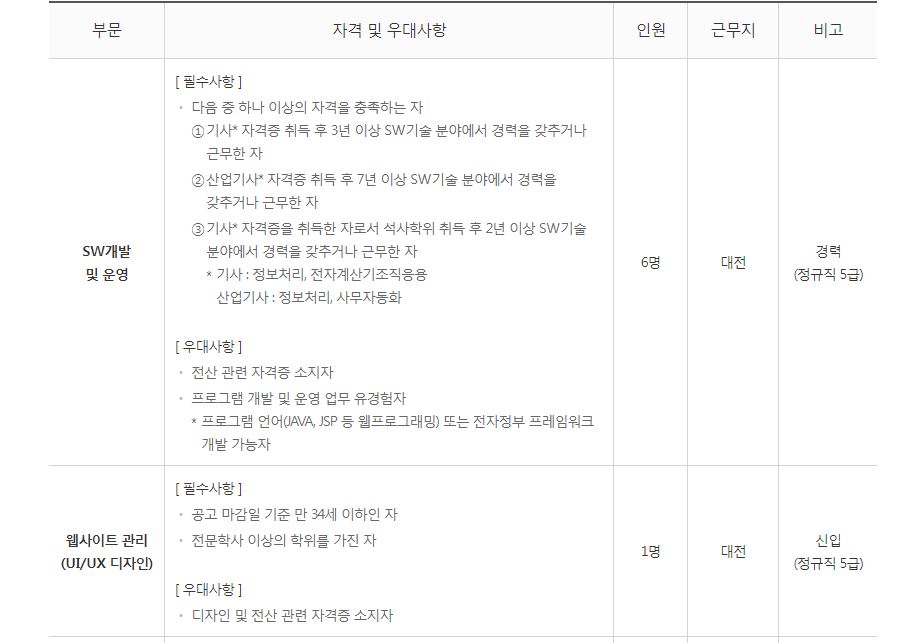 부문 자격 및 우대사항 인원 근무지 비고
[ 필수사항 ]
• 다음 중 하나 이상의 자격을 충족하는 자
①기사* 자격증 취득 후 3년 이상 SW기술 분야에서 경력을 갖추거나
근무한 자
②산업기사* 자격증 취득 후 7년 이상 SW기술 분야에서 경력을
갖추거나 근무한 자
③기사* 자격증을 취득한 자로서 석사학위 취득 후 2년 이상 SW기술
분야에서 경력을 갖추거나 근무한 자
* 기사 : 정보처리, 전자계산기조직응용
산업기사 : 정보처리, 사무자동화
[ 우대사항 ]
• 전산 관련 자격증 소지자
• 프로그램 개발 및 운영 업무 유경험자
* 프로그램 언어(JAVA, JSP 등 웹프로그래밍) 또는 전자정부 프레임워크
개발 가능자
SW개발
및 운영
6명
대전
경력
(정규직 5급)
[ 필수사항 ]
• 공고 마감일 기준 만 34세 이하인 자
• 전문학사 이상의 학위를 가진 자
[ 우대사항 ]
• 디자인 및 전산 관련 자격증 소지자
웹사이트 관리
(UI/UX 디자인)
1명
대전
신입
(정규직 5급)